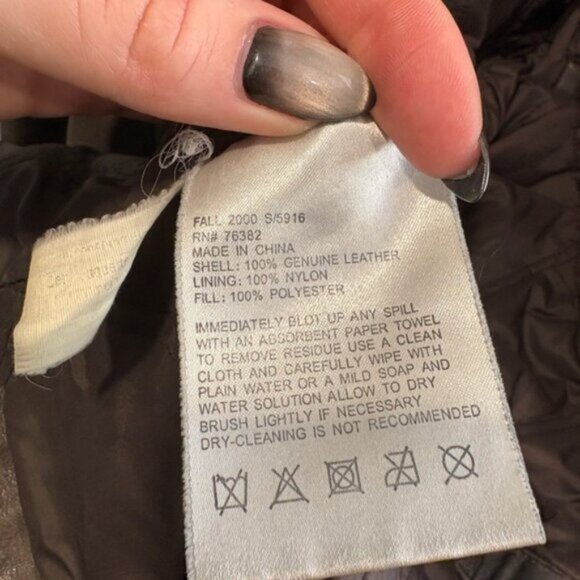 FALL 2000 S/5916
RN# 76382
MADE IN CHINA
SHELL: 100% GENUINE LEATHER
LINING: 100% NYLON
FILL: 100% POLYESTER
IMMEDIATELY BLOT UP ANY SPILL
WITH AN ABSORBENT PAPER TOWEL
TO REMOVE RESIDUE USE A CLEAN
CLOTH AND CAREFULLY WIPE WITH
PLAIN WATER OR A MILD SOAP AND
WATER SOLUTION ALLOW TO DRY
BRUSH LIGHTLY IF NECESSARY
DRY-CLEANING IS NOT RECOMMENDED